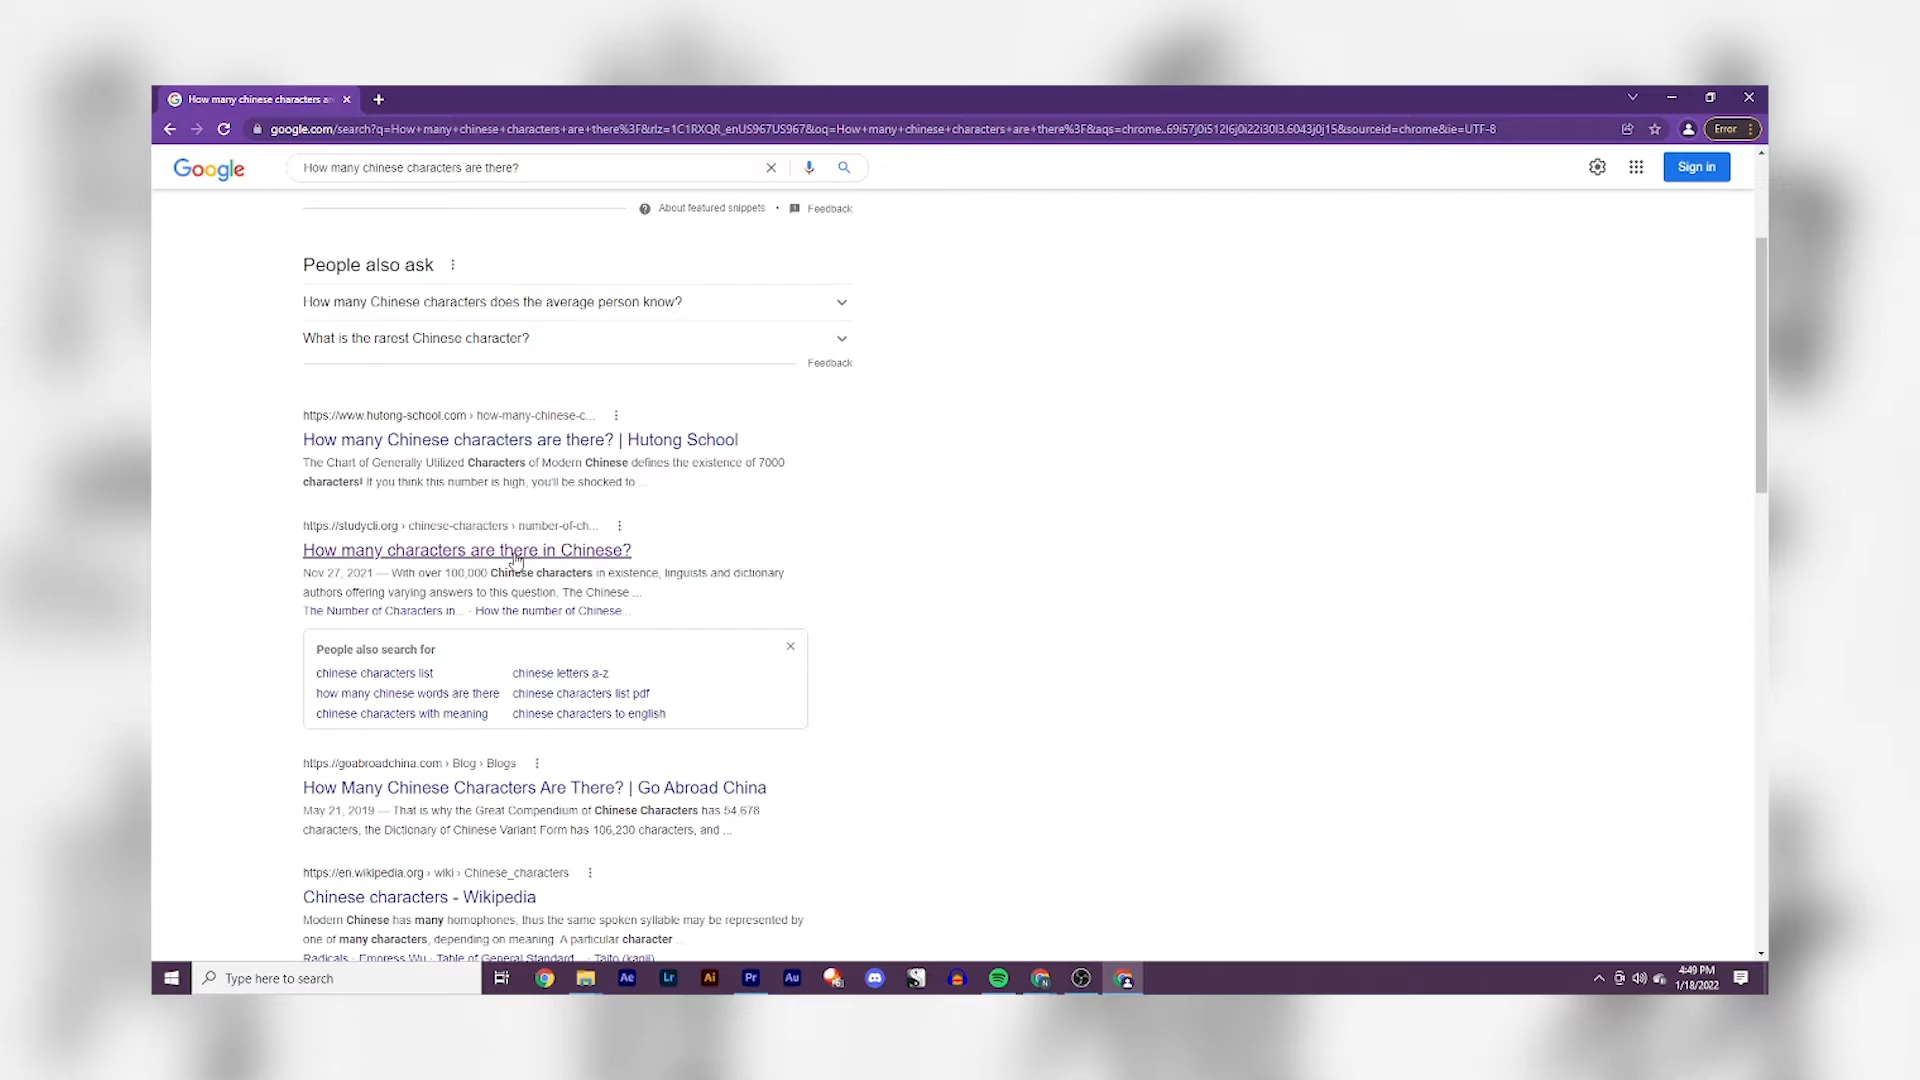 How many chinese characters ar
google.com/search?q=How+many+chinese+characters+are+there%3F&rlz=1C1RXQR_enUS967US967&oq=How+many+chinese+characters+are+there%3F&aqs=chrome..69i57j0i512l6j0i22i30l3.6043j0j15&sourceid=chrome&ie=UTF-8
Error
Google
How many chinese characters are there?
Sign in
About featured snippets • Feedback
People also ask
How many Chinese characters does the average person know?
What is the rarest Chinese character?
Feedback
https://www.hutong-school.com › how-many-chinese-c...
How many Chinese characters are there? | Hutong School
The Chart of Generally Utilized Characters of Modern Chinese defines the existence of 7000
characters! If you think this number is high, you'll be shocked to ...
https://studycli.org › chinese-characters › number-of-ch...
How many characters are there in Chinese?
Nov 27, 2021 — With over 100,000 Chinese characters in existence, linguists and dictionary
authors offering varying answers to this question. The Chinese ...
The Number of Characters in... · How the number of Chinese...
People also search for
chinese characters list
chinese letters a-z
how many chinese words are there
chinese characters list pdf
chinese characters with meaning
chinese characters to english
https://goabroadchina.com › Blog › Blogs
How Many Chinese Characters Are There? | Go Abroad China
May 21, 2019 — That is why the Great Compendium of Chinese Characters has 54,678
characters, the Dictionary of Chinese Variant Form has 106,230 characters, and ...
https://en.wikipedia.org › wiki › Chinese_characters
Chinese characters - Wikipedia
Modern Chinese has many homophones, thus the same spoken syllable may be represented by
one of many characters, depending on meaning. A particular character ...
Radicals · Empress Wu · Table of General Standard... · Taito (kanji)
Type here to search
Ae
Lr
Ai
Pr
Au
N
4:49 PM
1/18/2022